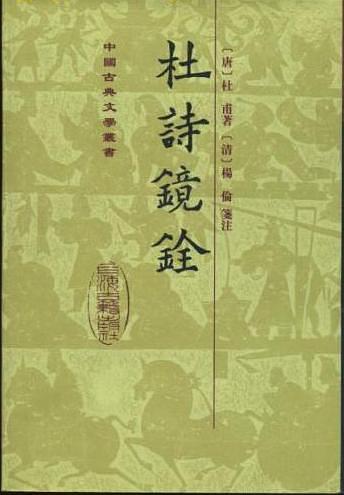 〔唐〕杜甫著〔清〕楊倫箋注
杜詩鏡銓
中國古典文學叢書
上海古籍出版社